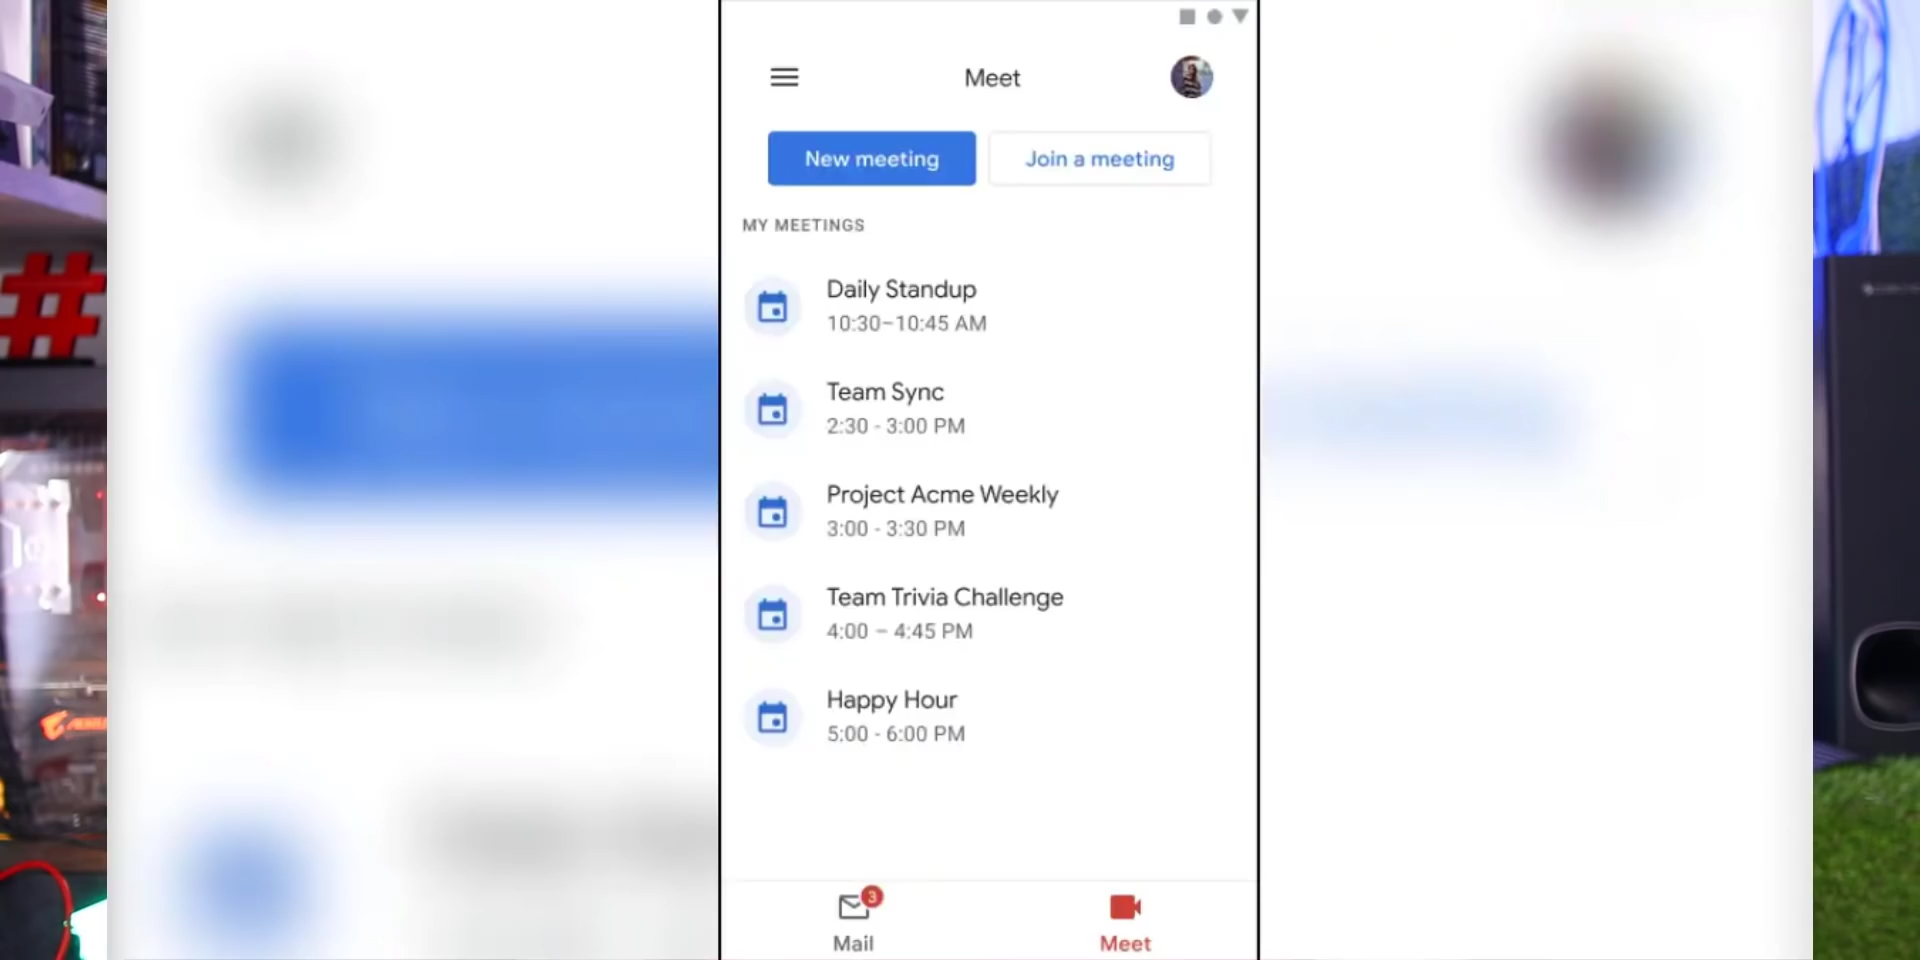 Meet
New meeting
Join a meeting
MY MEETINGS
Daily Standup
10:30–10:45 AM
Team Sync
2:30 - 3:00 PM
Project Acme Weekly
3:00 - 3:30 PM
Team Trivia Challenge
4:00 – 4:45 PM
Happy Hour
5:00 - 6:00 PM
3
Mail
Meet
#